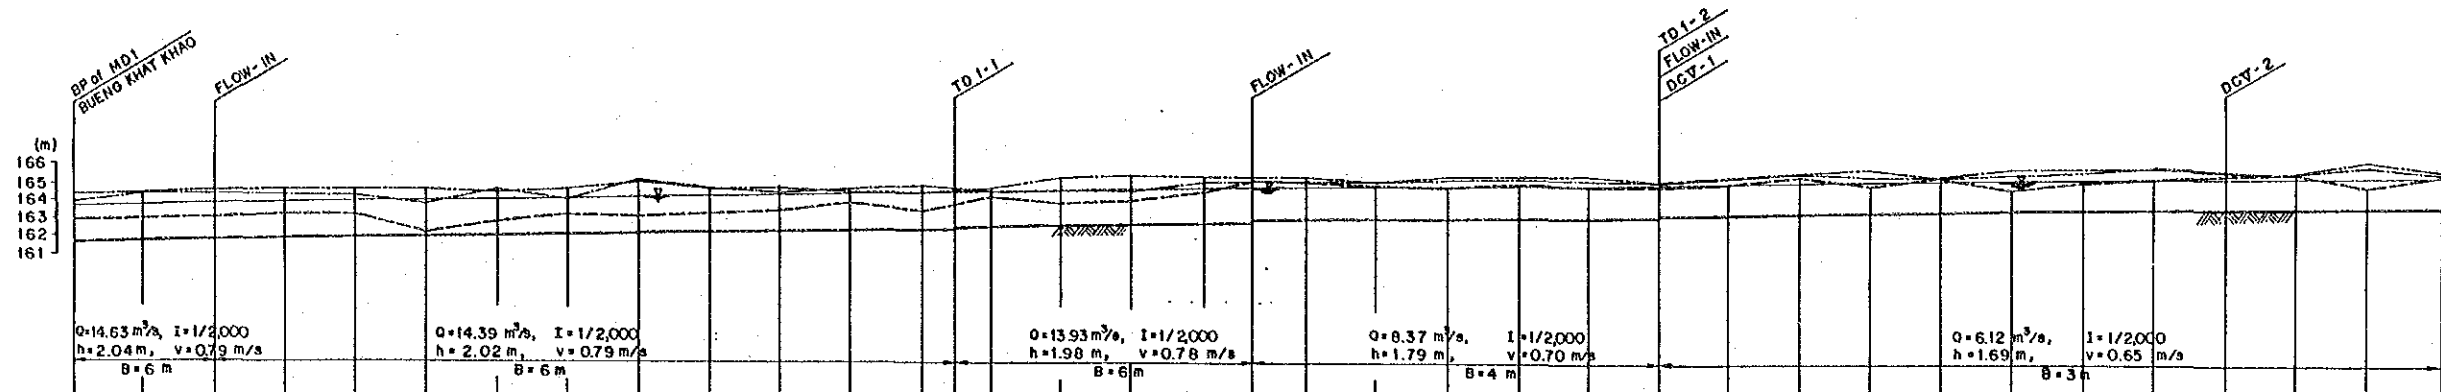 BP of MD1
BUENG KHAT KHAO
FLOW-IN
TD 1-1
FLOW-IN
TD 1-2
FLOW-IN
DCV-1
DCV-2
(m)
166
165
164
163
162
161
Q=14.63 m³/s, I=1/2,000
h=2.04 m, v=0.79 m/s
B=6 m
Q=14.39 m³/s, I=1/2,000
h=2.02 m, v=0.79 m/s
B=6 m
Q=13.93 m³/s, I=1/2,000
h=1.98 m, v=0.78 m/s
B=6 m
Q=8.37 m³/s, I=1/2,000
h=1.79 m, v=0.70 m/s
B=4 m
Q=6.12 m³/s, I=1/2,000
h=1.69 m, v=0.65 m/s
B=3 m